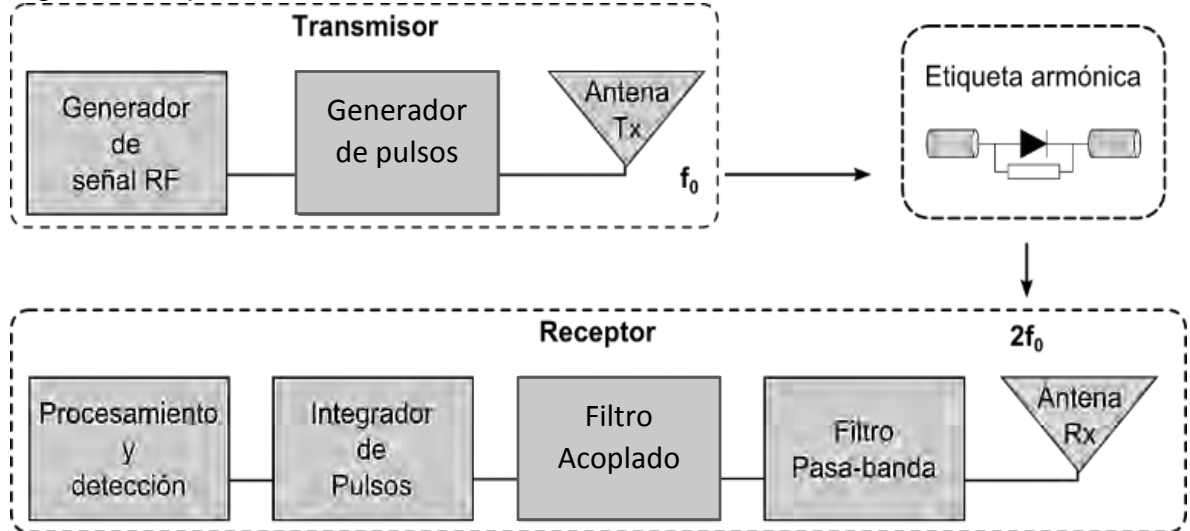 Transmisor
Generador
de
señal RF
Generador
de pulsos
Antena
Tx
f₀
Etiqueta armónica
Receptor
2f₀
Procesamiento
y
detección
Integrador
de
Pulsos
Filtro
Acoplado
Filtro
Pasa-banda
Antena
Rx